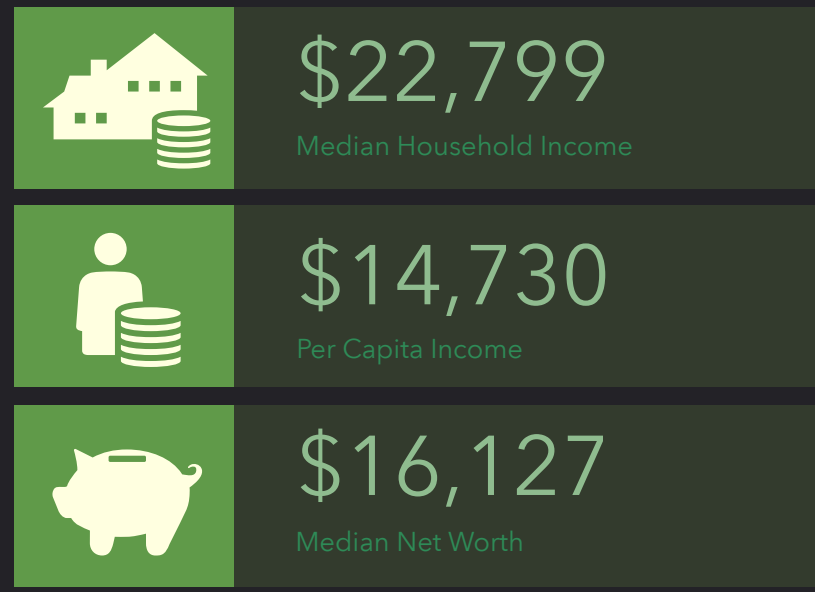 $22,799
Median Household Income
$14,730
Per Capita Income
$16,127
Median Net Worth